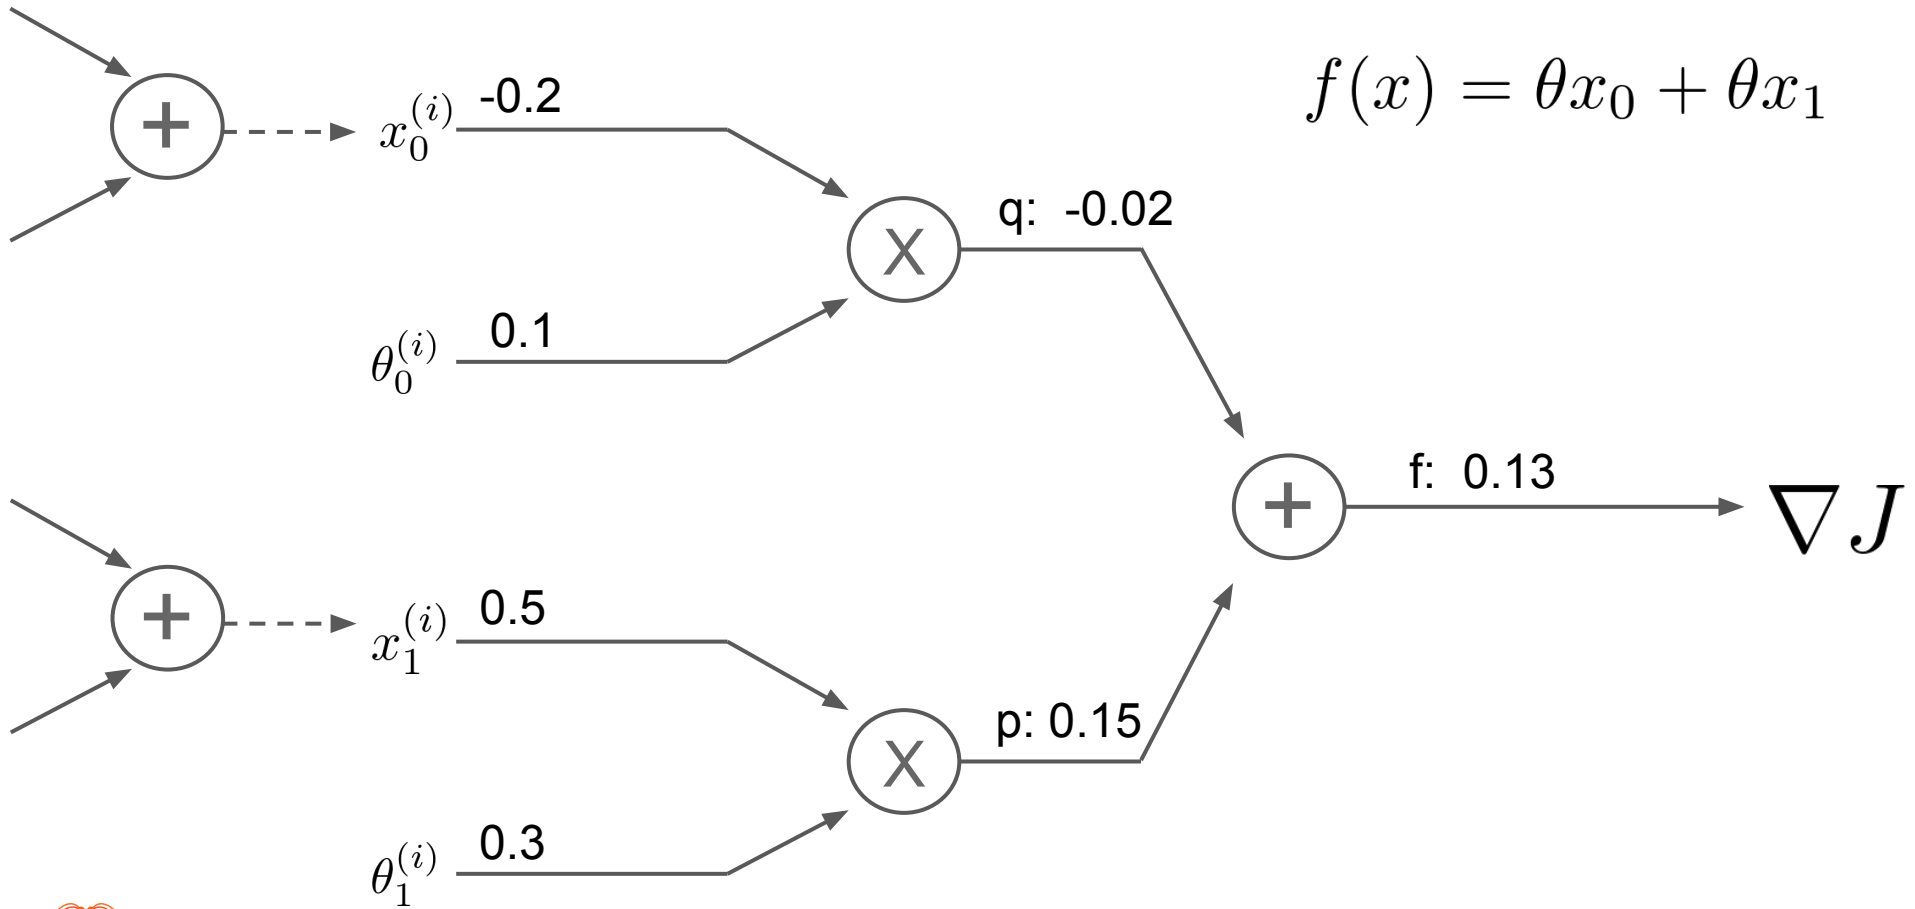 f(x) = θx₀ + θx₁
+
x₀⁽ⁱ⁾ -0.2
X
q: -0.02
θ₀⁽ⁱ⁾ 0.1
+
f: 0.13
∇J
+
x₁⁽ⁱ⁾ 0.5
X
p: 0.15
θ₁⁽ⁱ⁾ 0.3